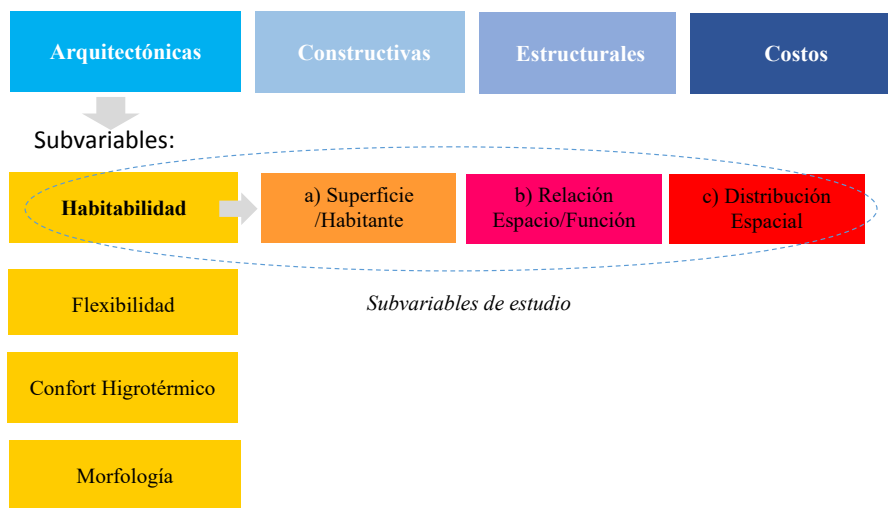 Arquitectónicas
Constructivas
Estructurales
Costos
Subvariables:
Habitabilidad
a) Superficie
/Habitante
b) Relación
Espacio/Función
c) Distribución
Espacial
Flexibilidad
Subvariables de estudio
Confort Higrotérmico
Morfología